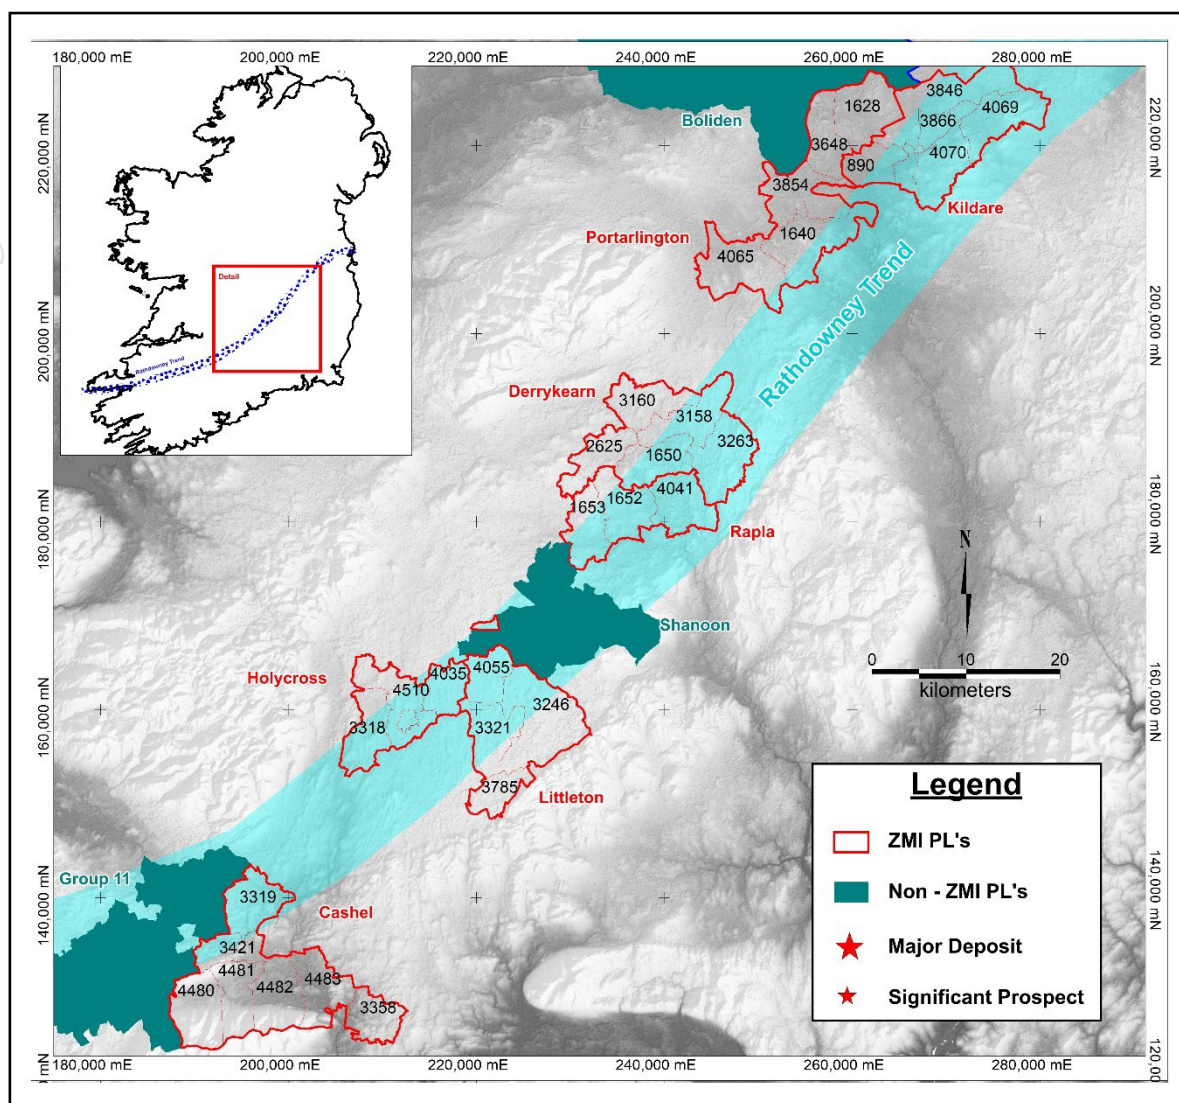 180,000 mE
200,000 mE
220,000 mE
240,000 mE
260,000 mE
280,000 mE
220,000 mN
200,000 mN
180,000 mN
160,000 mN
140,000 mN
0 mN
220,000 mN
200,000 mN
180,000 mN
160,000 mN
140,000 mN
120,00
Detail
Rathdowney Trend
Boliden
1628
3846
4069
3866
3648
4070
890
3854
Kildare
Portarlington
1640
4065
Rathdowney Trend
Derrykearn
3160
3158
2625
3263
1650
4041
1652
1653
Rapla
N
Shanoon
Holycross
4055
4035
4510
3246
3318
3321
3785
Littleton
0
10
20
kilometers
Group 11
3319
Cashel
3421
4481
4483
4480
4482
3358
Legend
ZMI PL's
Non - ZMI PL's
Major Deposit
Significant Prospect
180,000 mE
200,000 mE
220,000 mE
240,000 mE
260,000 mE
280,000 mE